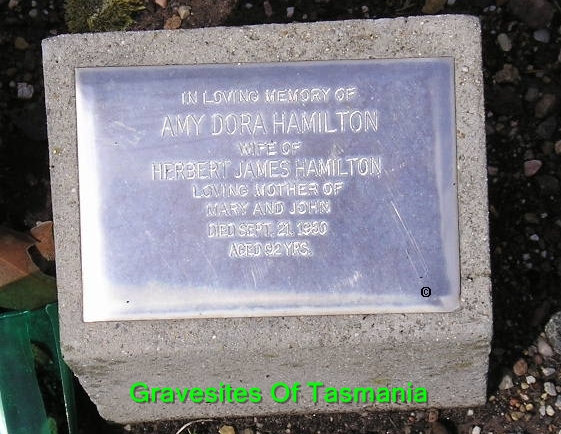 IN LOVING MEMORY OF
AMY DORA HAMILTON
WIFE OF
HERBERT JAMES HAMILTON
LOVING MOTHER OF
MARY AND JOHN
DIED SEPT. 21. 1980
AGED 92 YRS.
©
Gravesites Of Tasmania